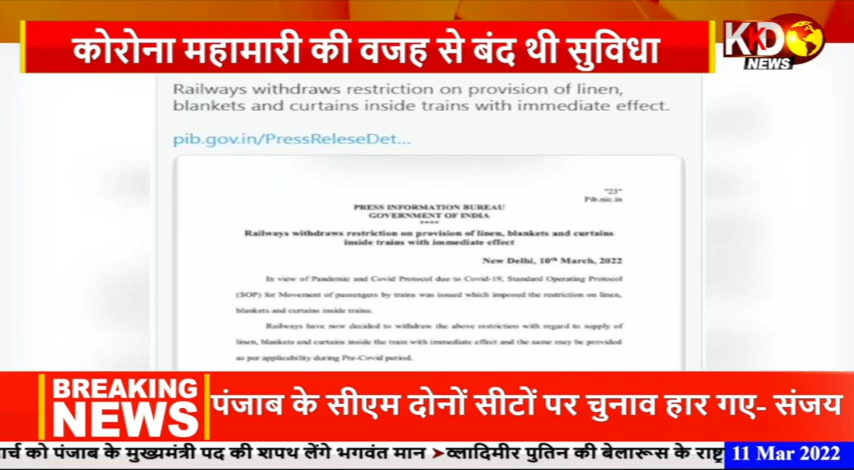 कोरोना महामारी की वजह से बंद थी सुविधा
KKD
NEWS
Railways withdraws restriction on provision of linen,
blankets and curtains inside trains with immediate effect.
pib.gov.in/PressReleseDet...
"23"
Pib.nic.in
PRESS INFORMATION BUREAU
GOVERNMENT OF INDIA
****
Railways withdraws restriction on provision of linen, blankets and curtains
inside trains with immediate effect
New Delhi, 10th March, 2022
In view of Pandemic and Covid Protocol due to Covid-19, Standard Operating Protocol
(SOP) for Movement of passengers by trains was issued which imposed the restriction on linen,
blankets and curtains inside trains.
Railways have now decided to withdraw the above restriction with regard to supply of
linen, blankets and curtains inside the train with immediate effect and the same may be provided
as per applicability during Pre-Covid period.
BREAKING
NEWS
पंजाब के सीएम दोनों सीटों पर चुनाव हार गए- संजय
ार्च को पंजाब के मुख्यमंत्री पद की शपथ लेंगे भगवंत मान ➤व्लादिमीर पुतिन की बेलारूस के राष्ट्र
11 Mar 2022